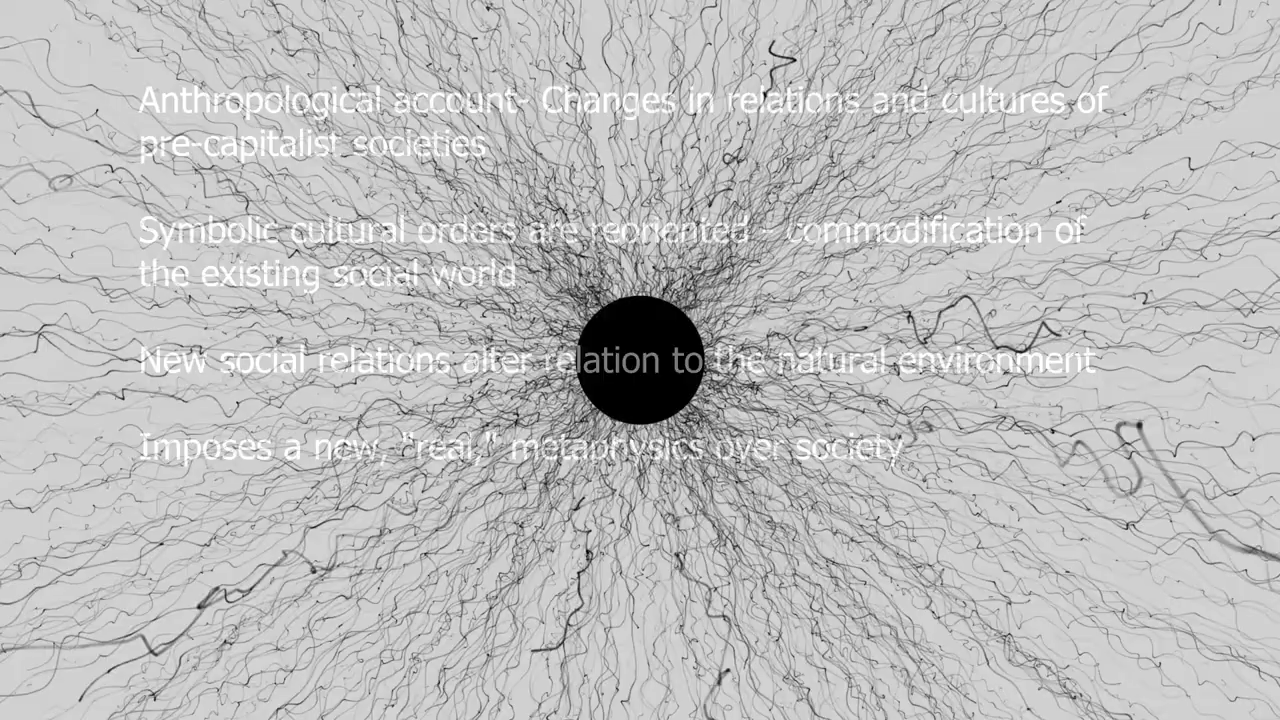 Anthropological account- Changes in relations and cultures of
pre-capitalist societies
Symbolic cultural orders are reoriented - commodification of
the existing social world
New social relations alter relation to the natural environment
Imposes a new, "real," metaphysics over society